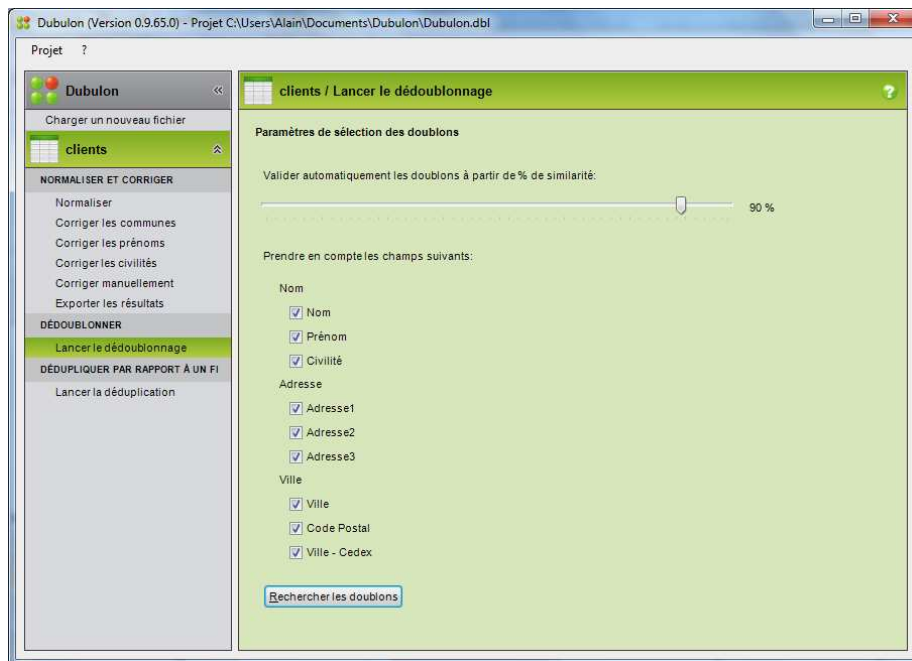 Dubulon (Version 0.9.65.0) - Projet C:\Users\Alain\Documents\Dubulon\Dubulon.dbl
Projet ?
Dubulon
Charger un nouveau fichier
clients
NORMALISER ET CORRIGER
Normaliser
Corriger les communes
Corriger les prénoms
Corriger les civilités
Corriger manuellement
Exporter les résultats
DÉDOUBLONNER
Lancer le dédoublonnage
DÉDUPLIQUER PAR RAPPORT À UN FI
Lancer la déduplication
clients / Lancer le dédoublonnage
?
Paramètres de sélection des doublons
Valider automatiquement les doublons à partir de % de similarité:
90 %
Prendre en compte les champs suivants:
Nom
Nom
Prénom
Civilité
Adresse
Adresse1
Adresse2
Adresse3
Ville
Ville
Code Postal
Ville - Cedex
Rechercher les doublons